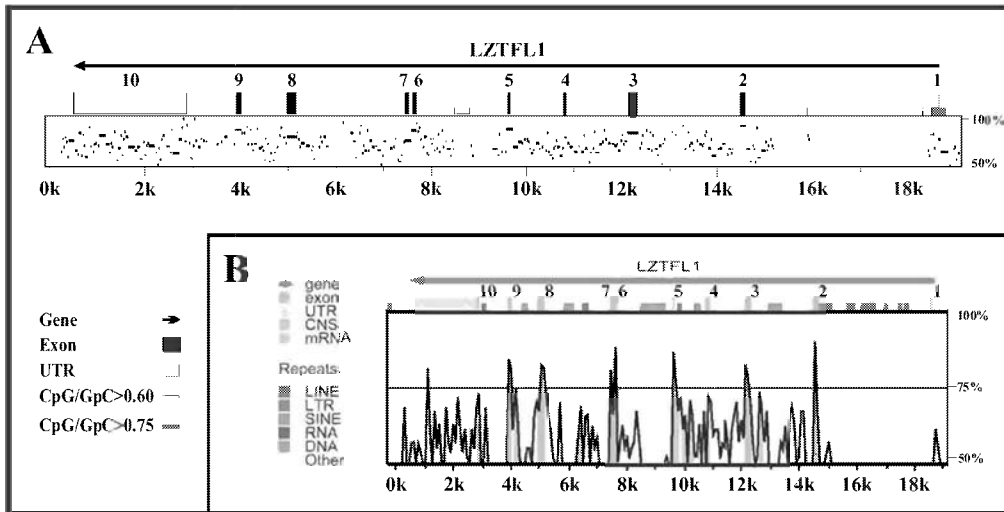 A
LZTFL1
10 9 8 7 6 5 4 3 2 1
100%
50%
0k 2k 4k 6k 8k 10k 12k 14k 16k 18k
B
LZTFL1
gene
exon
UTR
CNS
mRNA
Repeats
LINE
LTR
SINE
RNA
DNA
Other
10 9 8 7 6 5 4 3 2 1
100%
75%
50%
0k 2k 4k 6k 8k 10k 12k 14k 16k 18k
Gene
Exon
UTR
CpG/GpC>0.60
CpG/GpC>0.75